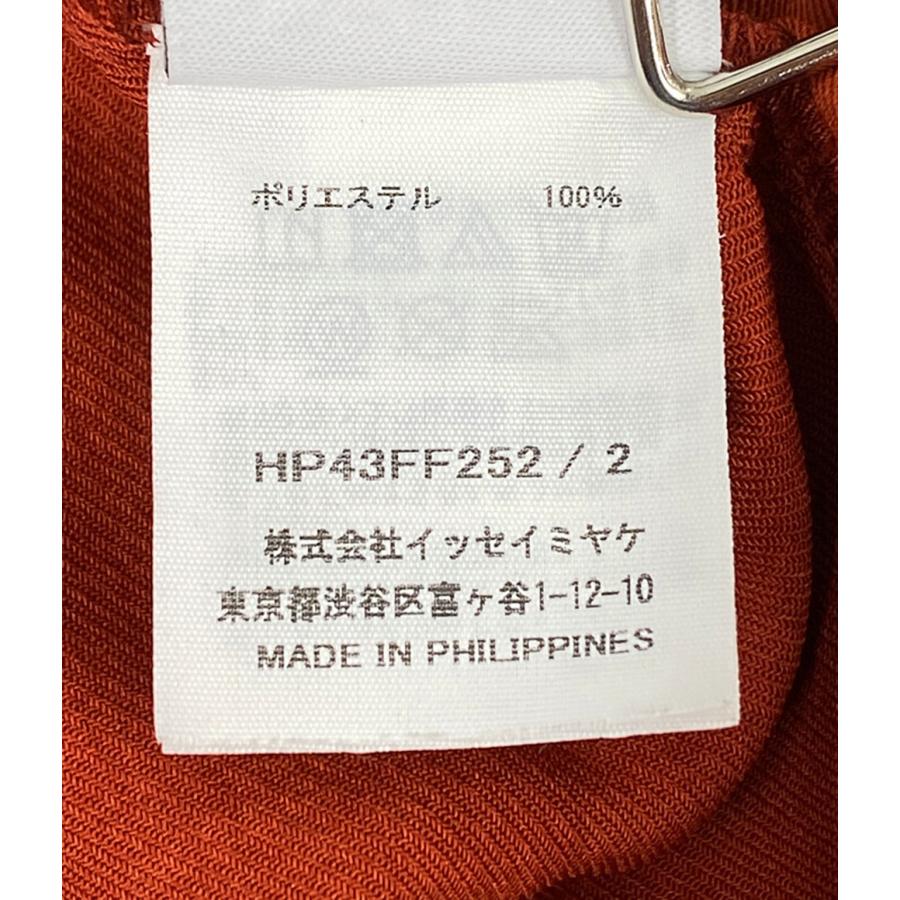 ポリエステル 100%
HP43FF252 / 2
株式会社イッセイミヤケ
東京都渋谷区富ヶ谷1-12-10
MADE IN PHILIPPINES